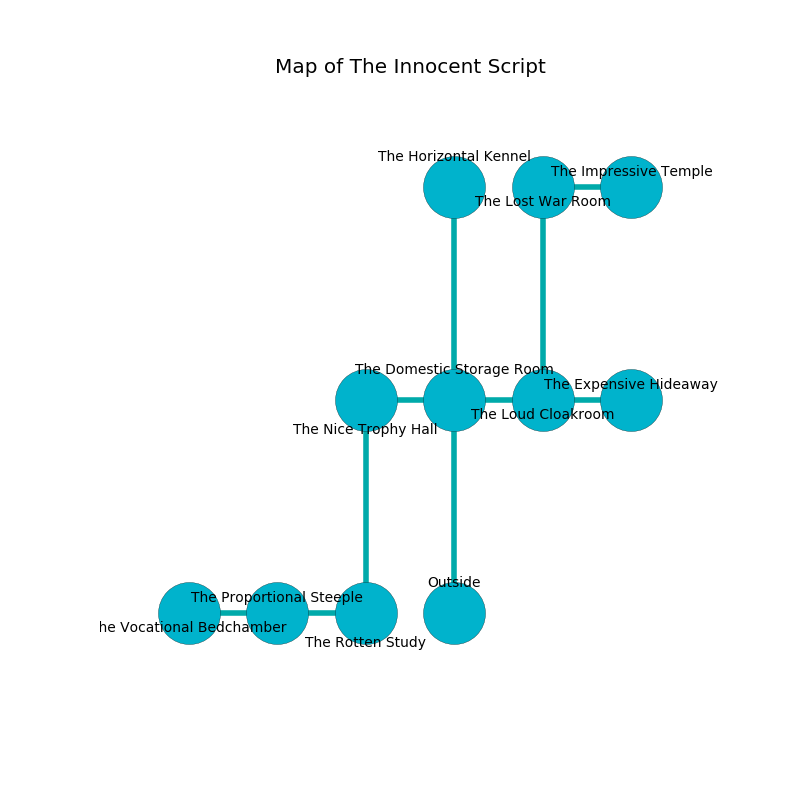 Map of The Innocent Script
The Horizontal Kennel
The Impressive Temple
The Lost War Room
The Domestic Storage Room
The Expensive Hideaway
The Loud Cloakroom
The Nice Trophy Hall
Outside
The Proportional Steeple
he Vocational Bedchamber
The Rotten Study